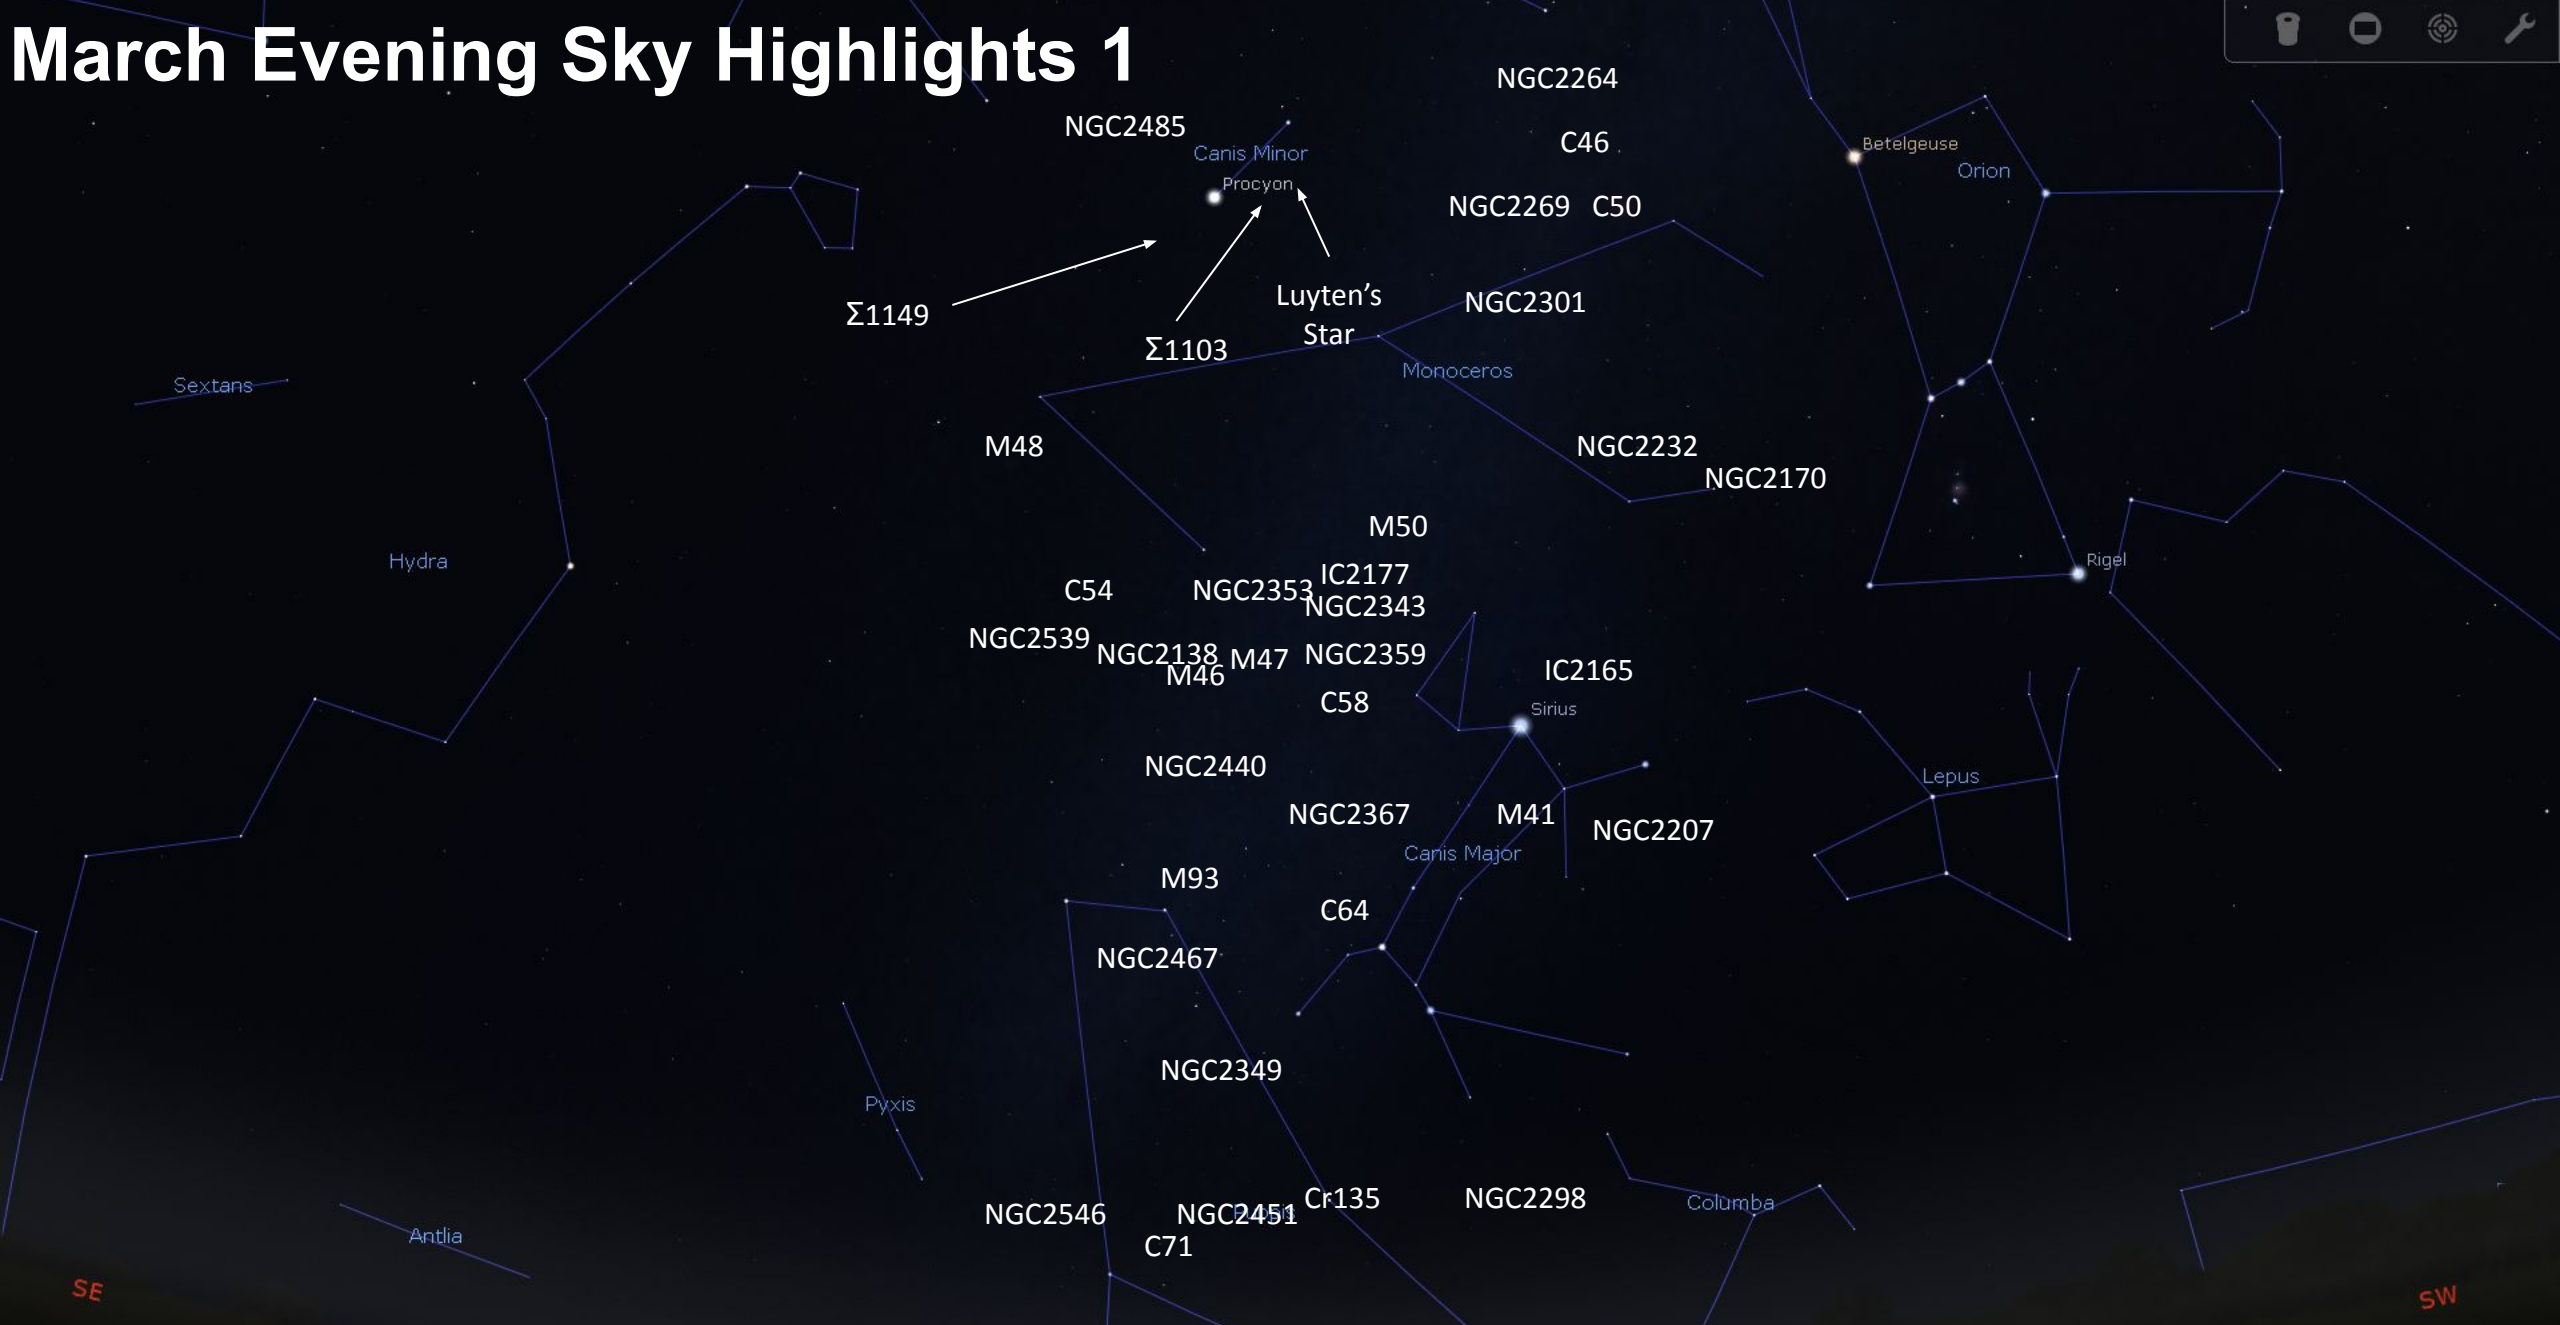 March Evening Sky Highlights 1
NGC2264
NGC2485
C46
Betelgeuse
Canis Minor
Orion
Procyon
NGC2269
C50
Luyten’s
Star
NGC2301
Σ1149
Σ1103
Monoceros
Sextans
M48
NGC2232
NGC2170
M50
Hydra
Rigel
IC2177
C54
NGC2353
NGC2343
NGC2539
NGC2138
M47
NGC2359
M46
IC2165
C58
Sirius
NGC2440
Lepus
NGC2367
M41
NGC2207
Canis Major
M93
C64
NGC2467
NGC2349
Pyxis
Cr135
NGC2298
Columba
NGC2546
NGC2451
Antlia
C71
SE
SW